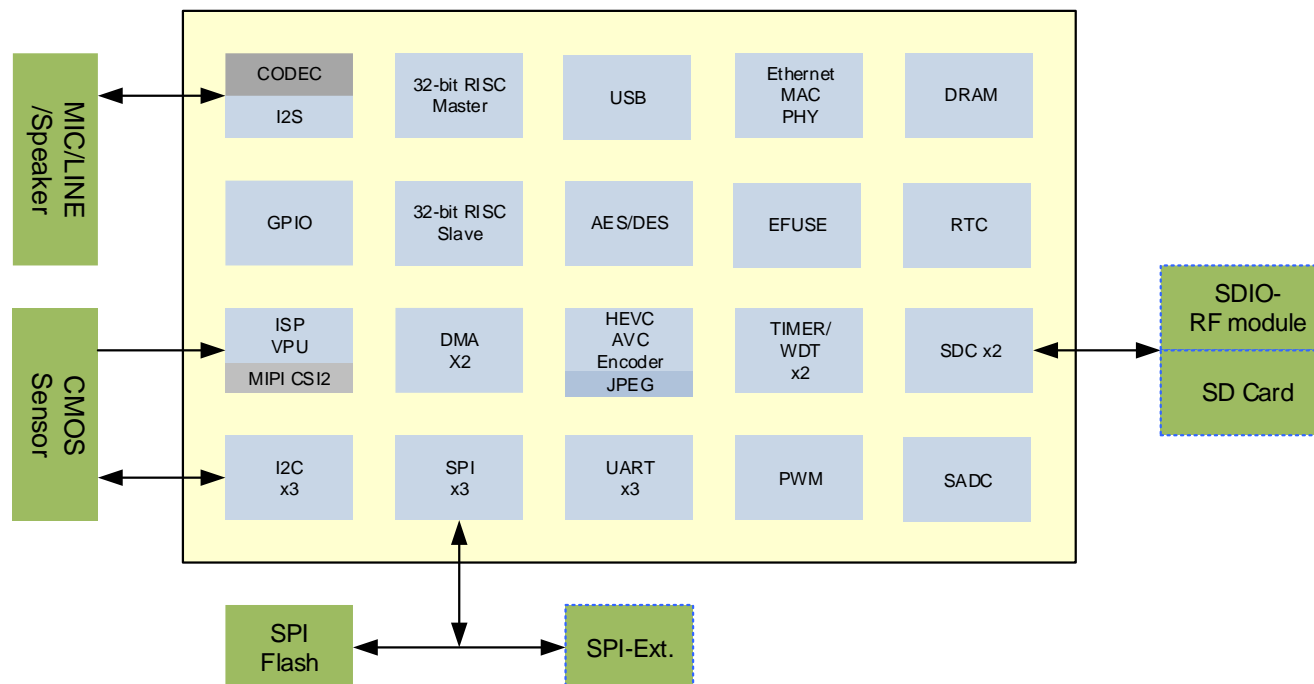 MIC/LINE
/Speaker
CODEC
I2S
32-bit RISC
Master
USB
Ethernet
MAC
PHY
DRAM
GPIO
32-bit RISC
Slave
AES/DES
EFUSE
RTC
CMOS
Sensor
ISP
VPU
MIPI CSI2
DMA
X2
HEVC
AVC
Encoder
JPEG
TIMER/
WDT
x2
SDC x2
SDIO-
RF module
SD Card
I2C
x3
SPI
x3
UART
x3
PWM
SADC
SPI
Flash
SPI-Ext.